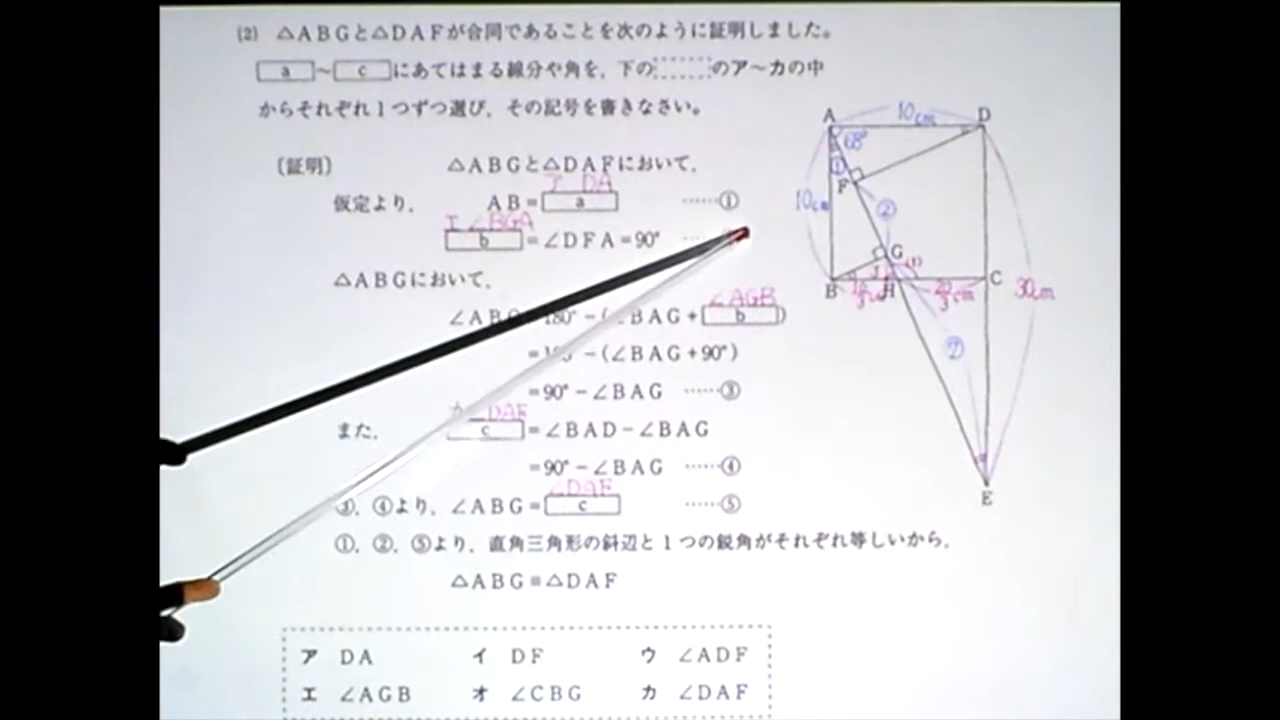 (2) △ABGと△DAFが合同であることを次のように証明しました。
a ～ c にあてはまる線分や角を，下の のア～カの中
からそれぞれ1つずつ選び，その記号を書きなさい。
〔証明〕 △ABGと△DAFにおいて，
ア DA
仮定より， AB= a ……①
エ ∠BGA
b =∠DFA=90°
△ABGにおいて，
∠AGB
180°-( BAG+ b )
= -(∠BAG+90°)
=90°-∠BAG ……③
DAF
また， c =∠BAD-∠BAG
=90°-∠BAG ……④
∠DAF
③，④より，∠ABG= c ……⑤
①，②，⑤より，直角三角形の斜辺と1つの鋭角がそれぞれ等しいから，
△ABG≡△DAF
ア DA イ DF ウ ∠ADF
エ ∠AGB オ ∠CBG カ ∠DAF
A 10cm D
68°
①
F
10cm ②
G
B H C
20/3 cm 30cm
⑦
E